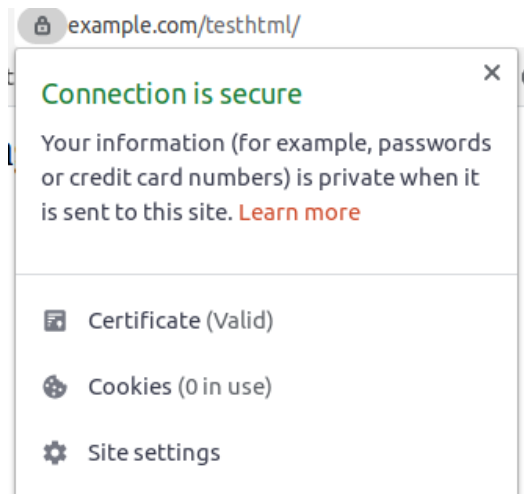 example.com/testhtml/
Connection is secure
Your information (for example, passwords
or credit card numbers) is private when it
is sent to this site. Learn more
Certificate (Valid)
Cookies (0 in use)
Site settings